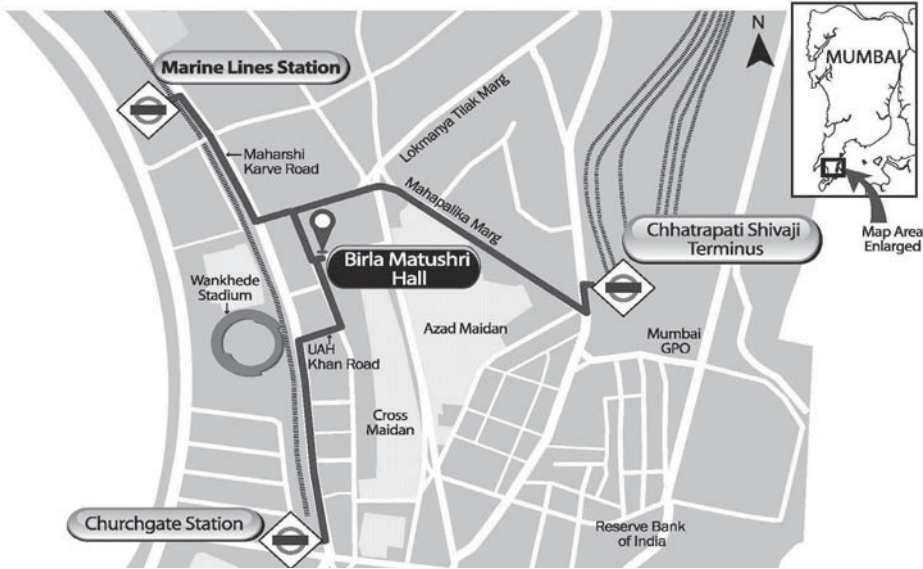 N
MUMBAI
Marine Lines Station
Maharshi
Karve Road
Lokmanya Tilak Marg
Mahapalika Marg
Chhatrapati Shivaji
Terminus
Map Area
Enlarged
Birla Matushri
Hall
Wankhede
Stadium
UAH
Khan Road
Azad Maidan
Mumbai
GPO
Cross
Maidan
Churchgate Station
Reserve Bank
of India